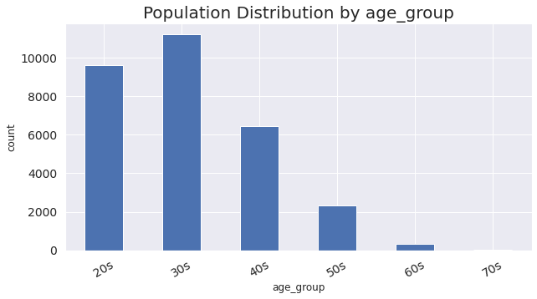 Population Distribution by age_group
10000
8000
6000
4000
2000
0
count
20s
30s
40s
50s
60s
70s
age_group